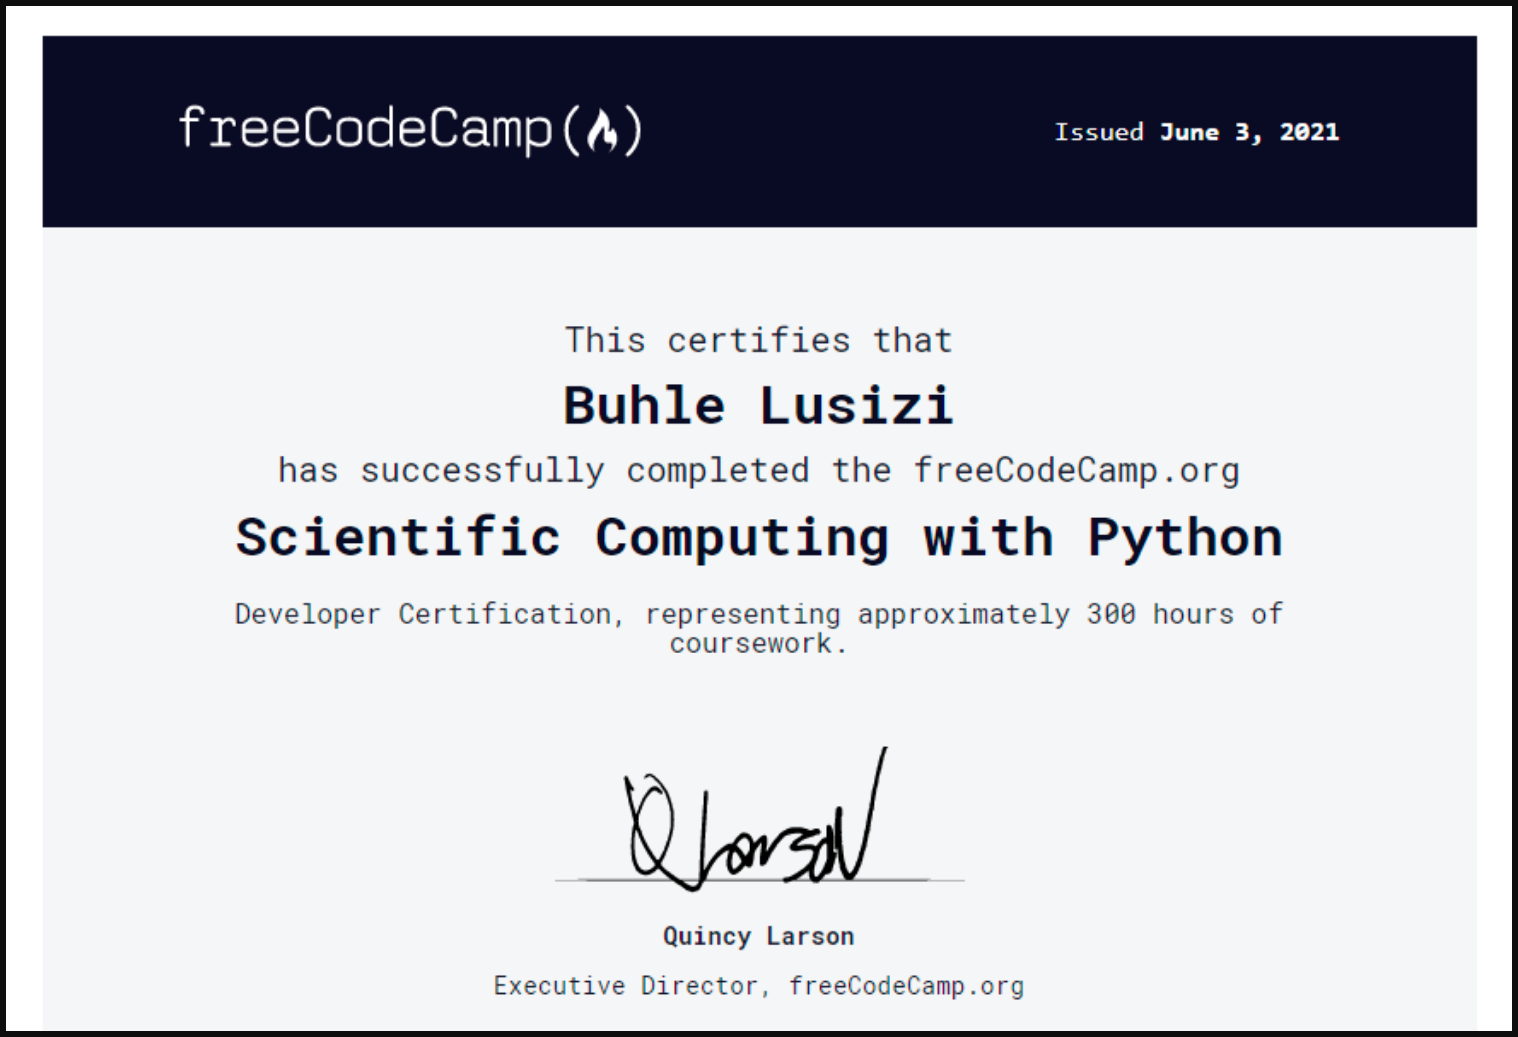 freeCodeCamp(🔥)
Issued June 3, 2021
This certifies that
Buhle Lusizi
has successfully completed the freeCodeCamp.org
Scientific Computing with Python
Developer Certification, representing approximately 300 hours of
coursework.
Q Larson
Quincy Larson
Executive Director, freeCodeCamp.org